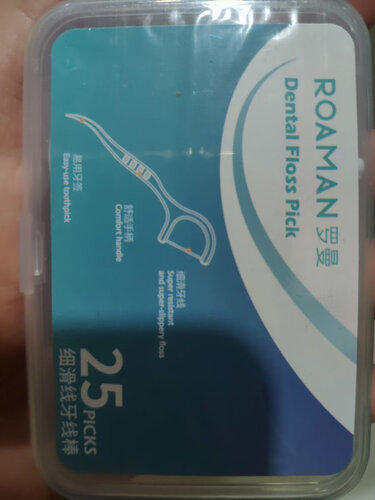 ROAMAN 罗曼
Dental Floss Pick
易用牙签
Easy-use toothpick
舒适手柄
Comfort handle
细滑牙线
Super resistant
and super-slippery floss
25 PICKS
细滑线牙线棒